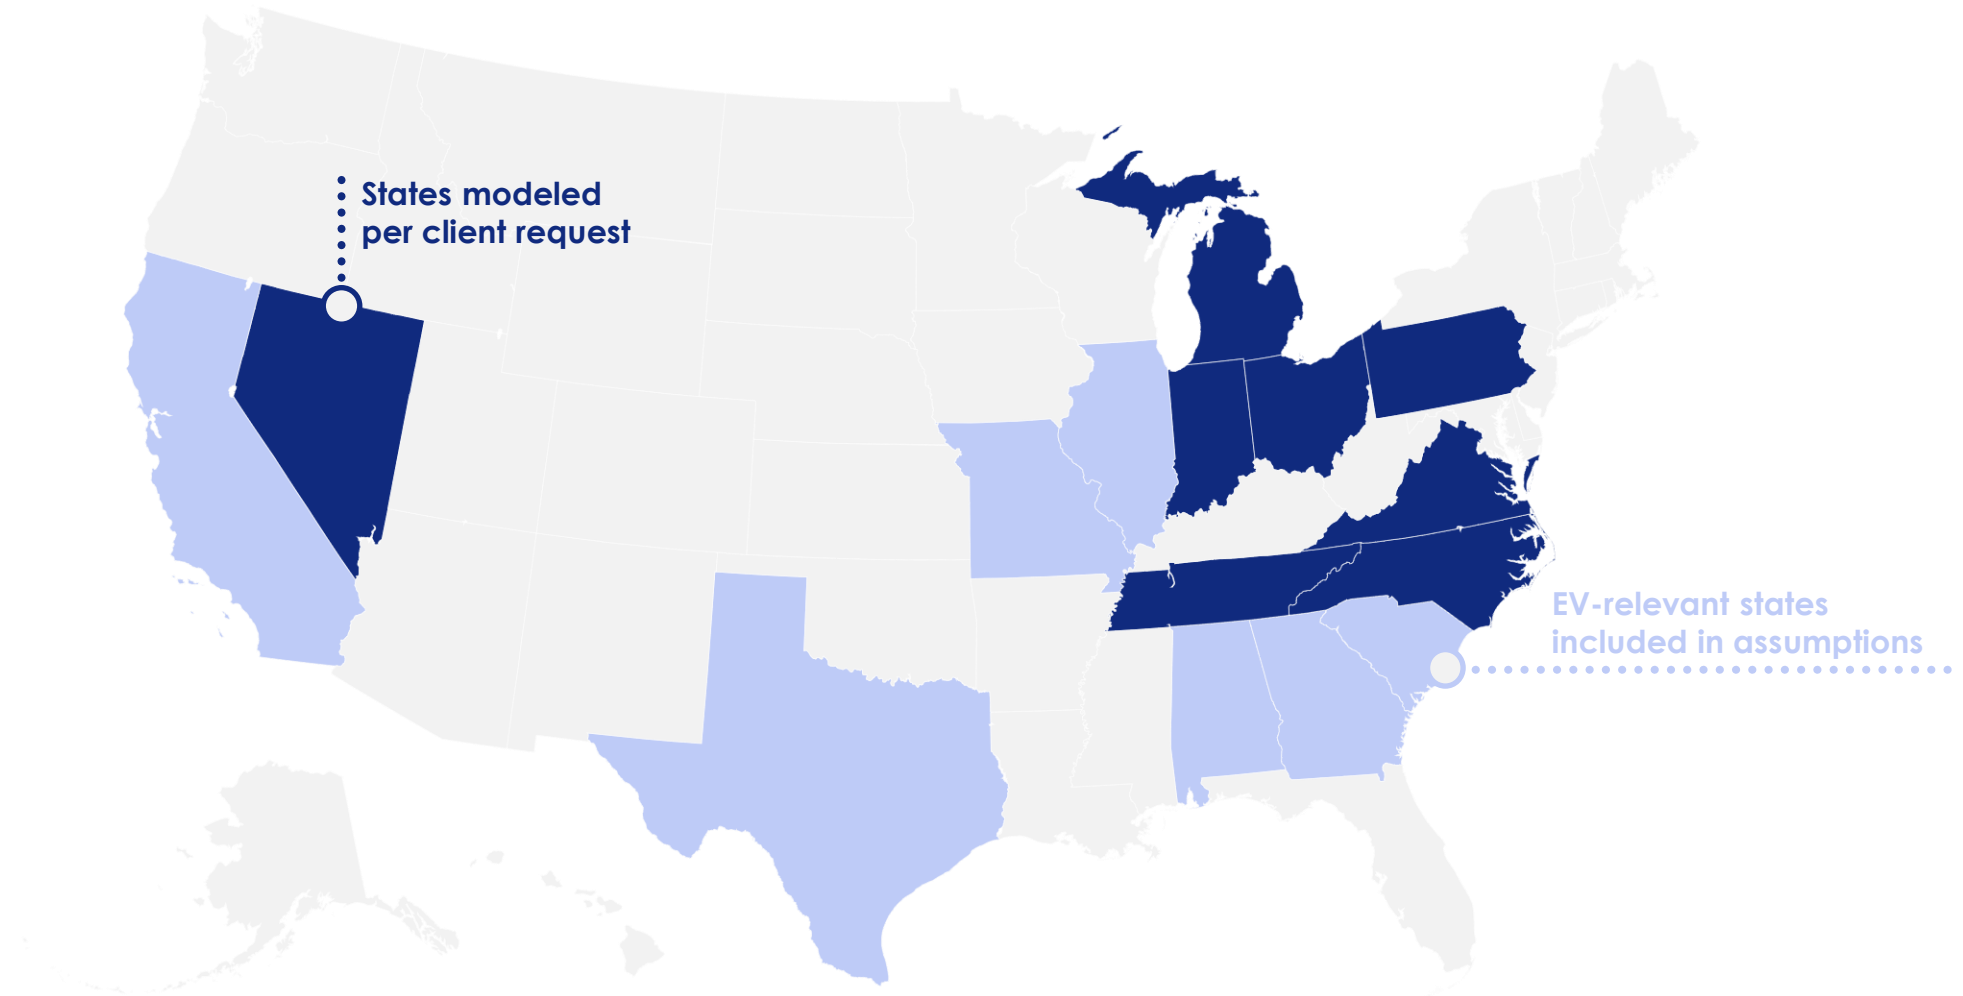 States modeled
per client request
EV-relevant states
included in assumptions